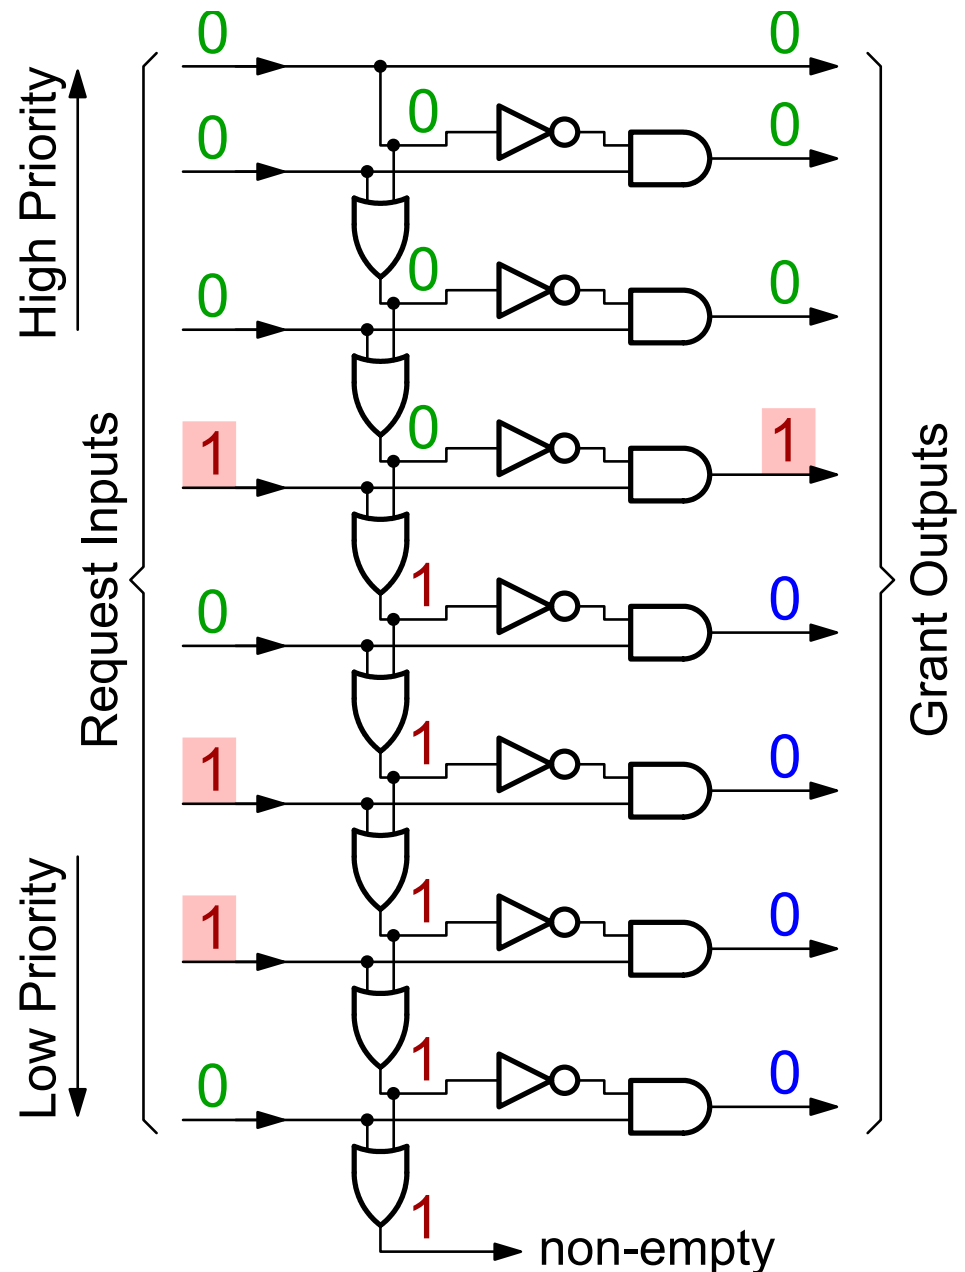 0 0
High Priority
0 0 0
0 0 0
Request Inputs
1 0 1
Grant Outputs
0 1 0
1 1 0
Low Priority
1 1 0
0 1 0
1
non-empty